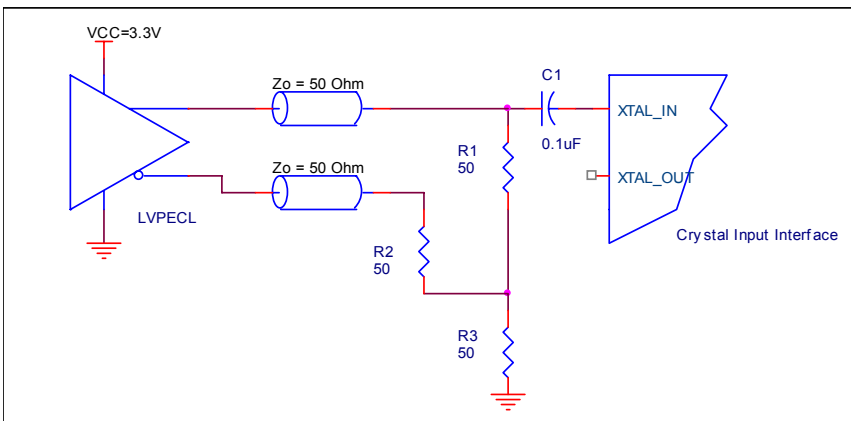 VCC=3.3V
Zo = 50 Ohm
C1
0.1uF
XTAL_IN
R1
50
Zo = 50 Ohm
XTAL_OUT
LVPECL
Crystal Input Interface
R2
50
R3
50